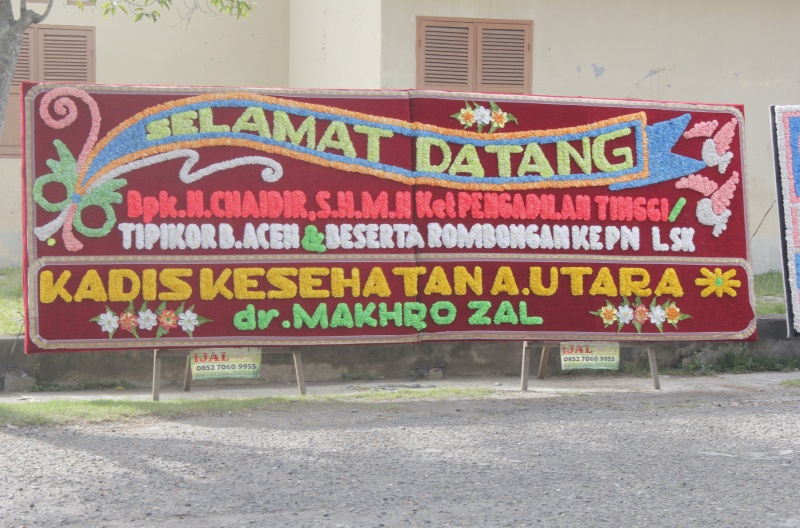 SELAMAT DATANG
Bpk.H.CHAIDIR,S.H.M.H Ket PENGADILAN TINGGI/
TIPIKOR B.ACEH & BESERTA ROMBONGAN KE PN LSK
KADIS KESEHATAN A.UTARA
dr.MAKHRO ZAL
IJAL
0852 7060 9955
IJAL
0852 7060 9955